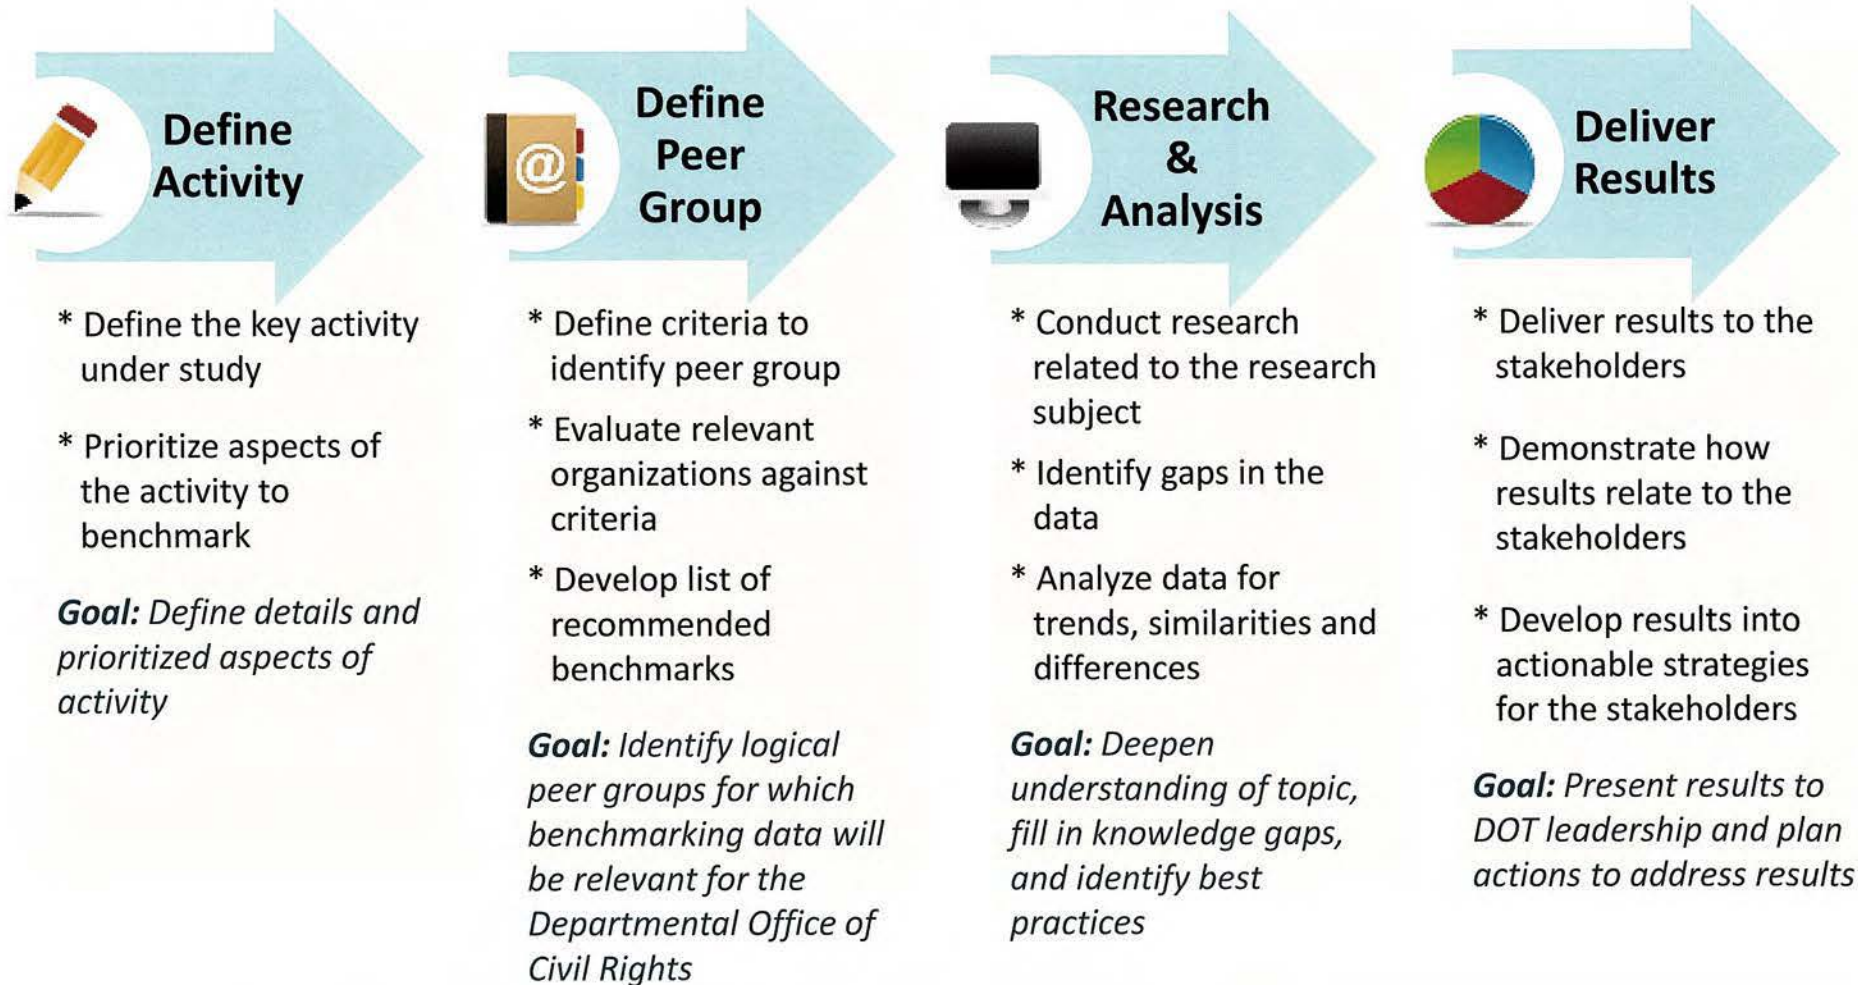 Define
Activity
* Define the key activity
under study
* Prioritize aspects of
the activity to
benchmark
Goal: Define details and
prioritized aspects of
activity
@
Define
Peer
Group
* Define criteria to
identify peer group
* Evaluate relevant
organizations against
criteria
* Develop list of
recommended
benchmarks
Goal: Identify logical
peer groups for which
benchmarking data will
be relevant for the
Departmental Office of
Civil Rights
Research
&
Analysis
* Conduct research
related to the research
subject
* Identify gaps in the
data
* Analyze data for
trends, similarities and
differences
Goal: Deepen
understanding of topic,
fill in knowledge gaps,
and identify best
practices
Deliver
Results
* Deliver results to the
stakeholders
* Demonstrate how
results relate to the
stakeholders
* Develop results into
actionable strategies
for the stakeholders
Goal: Present results to
DOT leadership and plan
actions to address results